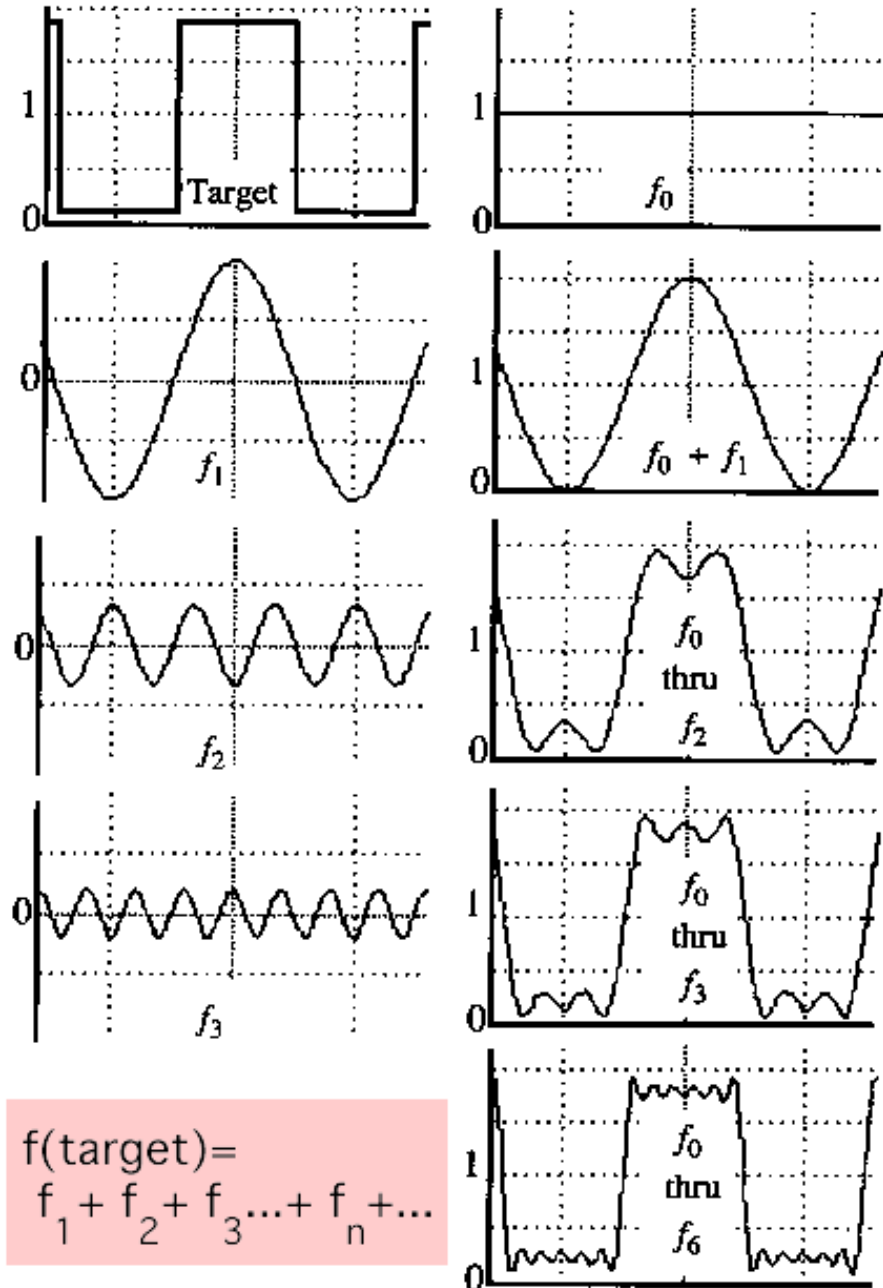 1
0
Target
1
0
f₀
0
f₁
1
0
f₀ + f₁
0
f₂
1
0
f₀
thru
f₂
0
f₃
1
0
f₀
thru
f₃
f(target)=
f₁+ f₂+ f₃...+ fₙ+...
1
0
f₀
thru
f₆